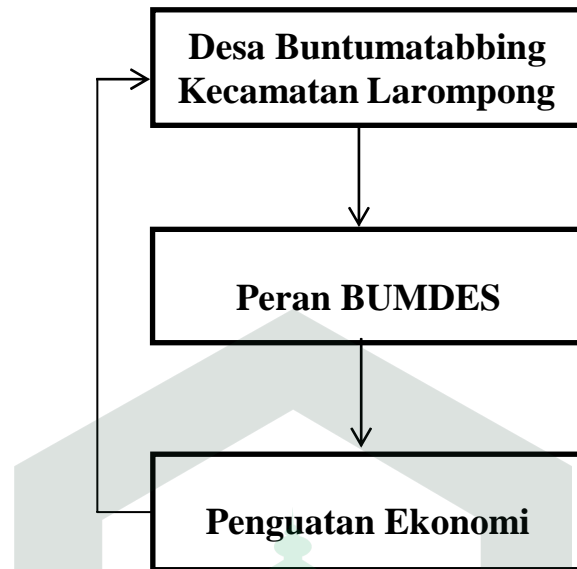 Desa Buntumatabbing
Kecamatan Larompong
Peran BUMDES
Penguatan Ekonomi